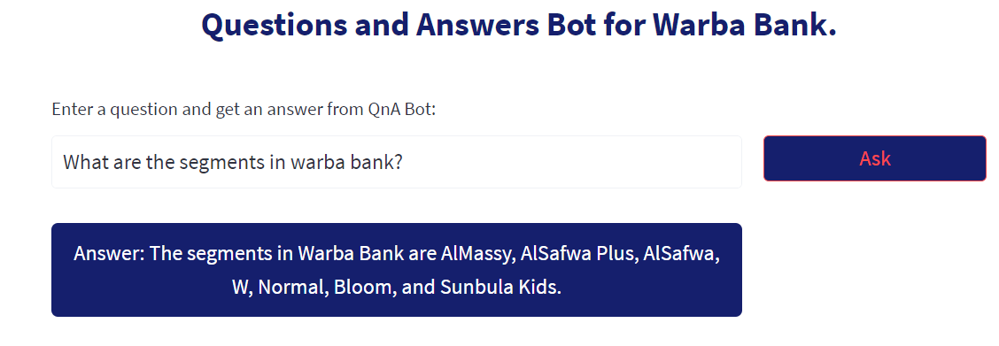 Questions and Answers Bot for Warba Bank.
Enter a question and get an answer from QnA Bot:
What are the segments in warba bank?
Ask
Answer: The segments in Warba Bank are AlMassy, AlSafwa Plus, AlSafwa,
W, Normal, Bloom, and Sunbula Kids.